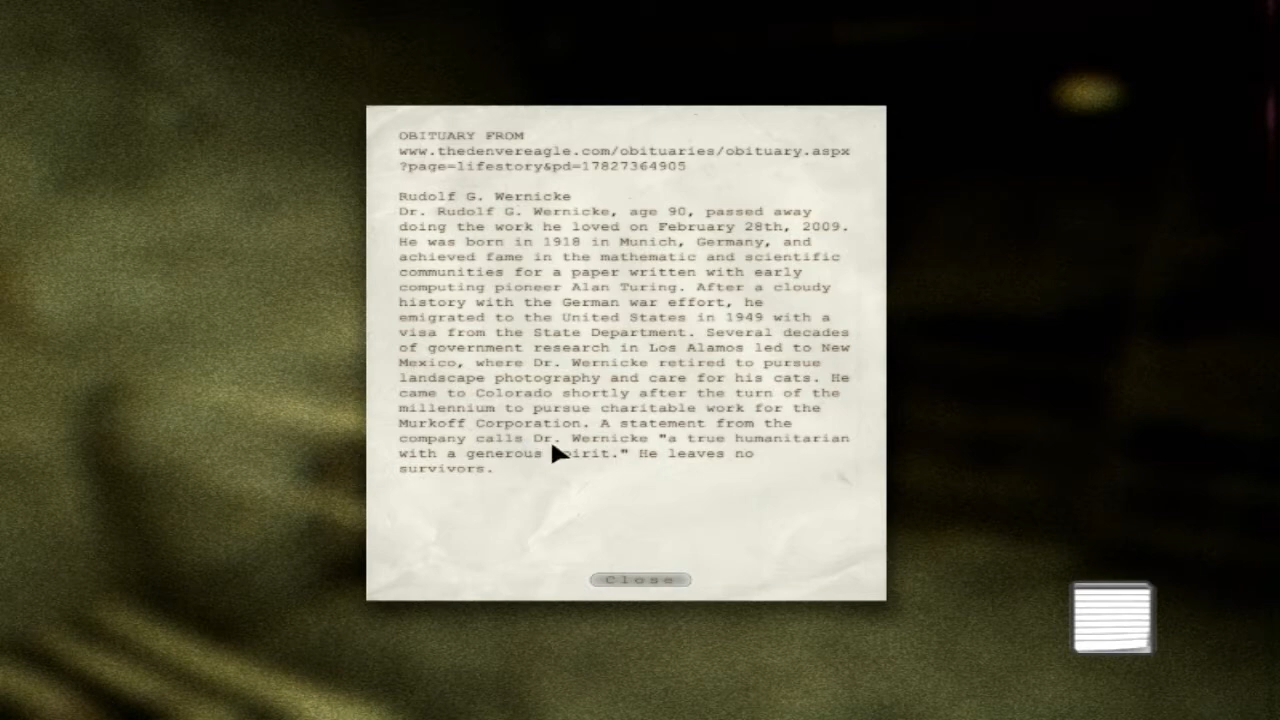 OBITUARY FROM
www.thedenvereagle.com/obituaries/obituary.aspx
?page=lifestory&pd=17827364905
Rudolf G. Wernicke
Dr. Rudolf G. Wernicke, age 90, passed away
doing the work he loved on February 28th, 2009.
He was born in 1918 in Munich, Germany, and
achieved fame in the mathematic and scientific
communities for a paper written with early
computing pioneer Alan Turing. After a cloudy
history with the German war effort, he
emigrated to the United States in 1949 with a
visa from the State Department. Several decades
of government research in Los Alamos led to New
Mexico, where Dr. Wernicke retired to pursue
landscape photography and care for his cats. He
came to Colorado shortly after the turn of the
millennium to pursue charitable work for the
Murkoff Corporation. A statement from the
company calls Dr. Wernicke "a true humanitarian
with a generous spirit." He leaves no
survivors.
Close